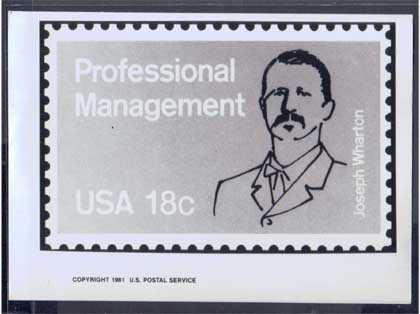 Professional
Management
USA 18c
Joseph Wharton
COPYRIGHT 1981 U.S. POSTAL SERVICE